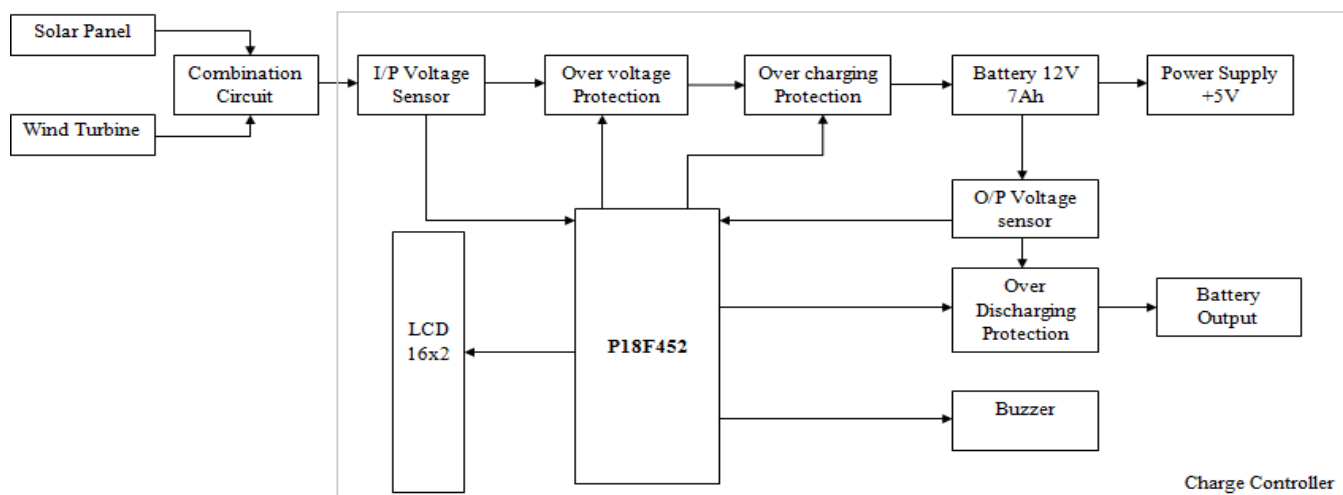 Solar Panel
Wind Turbine
Combination
Circuit
I/P Voltage
Sensor
Over voltage
Protection
Over charging
Protection
Battery 12V
7Ah
Power Supply
+5V
O/P Voltage
sensor
Over
Discharging
Protection
Battery
Output
LCD
16x2
P18F452
Buzzer
Charge Controller